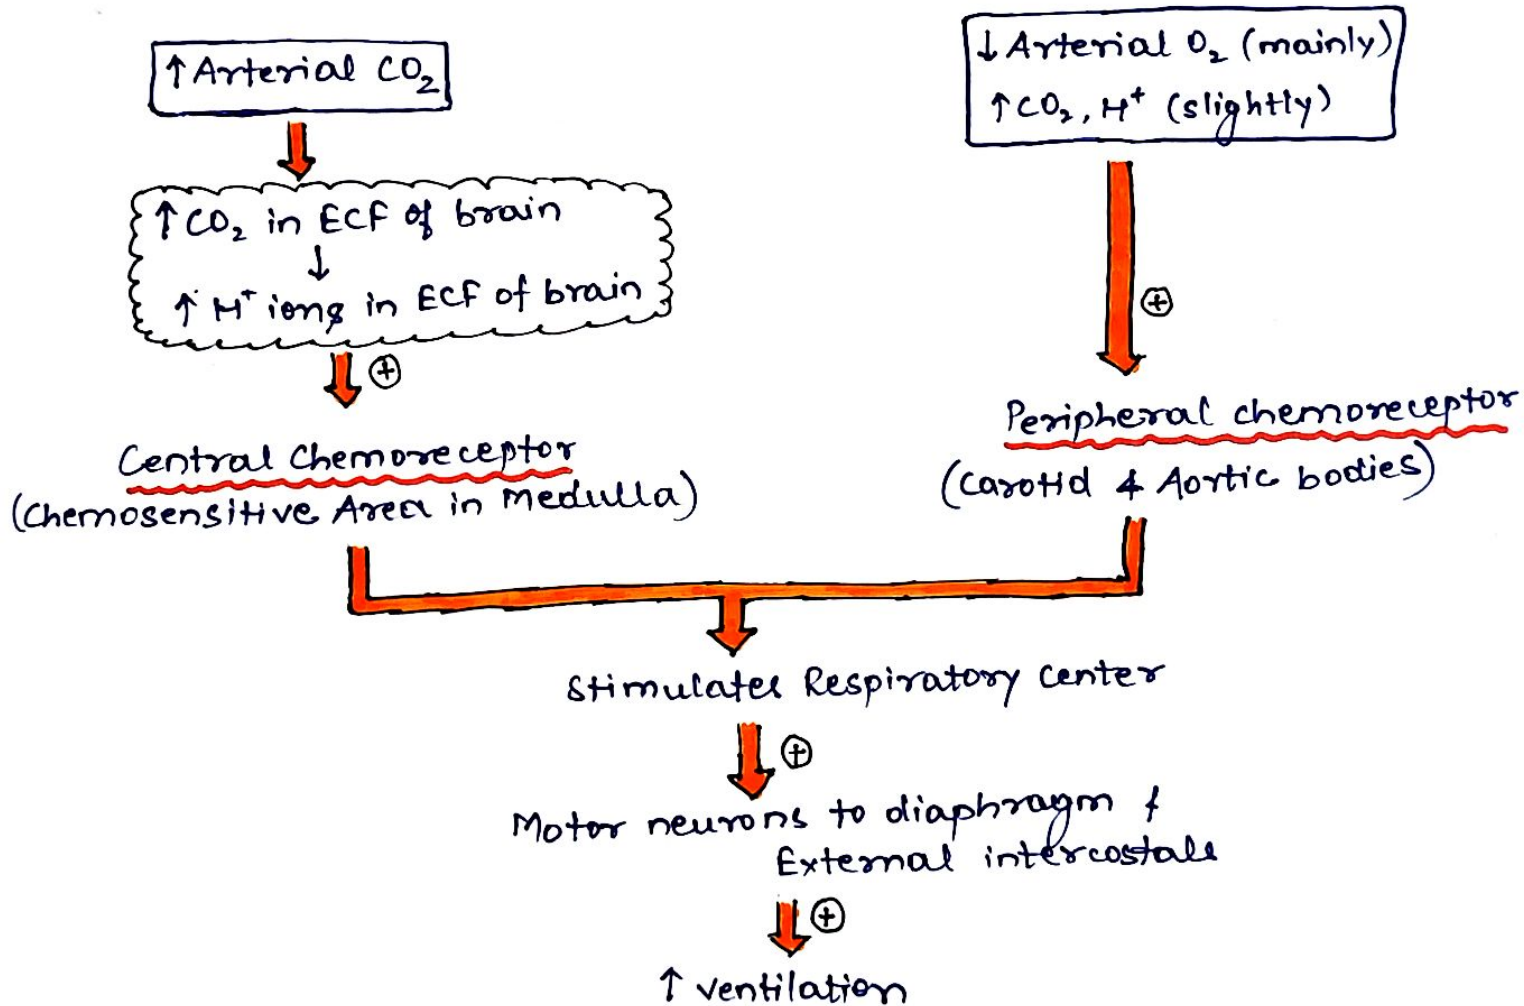 ↑ Arterial CO₂
↑ CO₂ in ECF of brain
↓
↑ H⁺ ions in ECF of brain
⊕
Central Chemoreceptor
(Chemosensitive Area in Medulla)
↓ Arterial O₂ (mainly)
↑ CO₂, H⁺ (slightly)
⊕
Peripheral chemoreceptor
(Carotid & Aortic bodies)
Stimulates Respiratory center
⊕
Motor neurons to diaphragm &
External intercostals
⊕
↑ ventilation